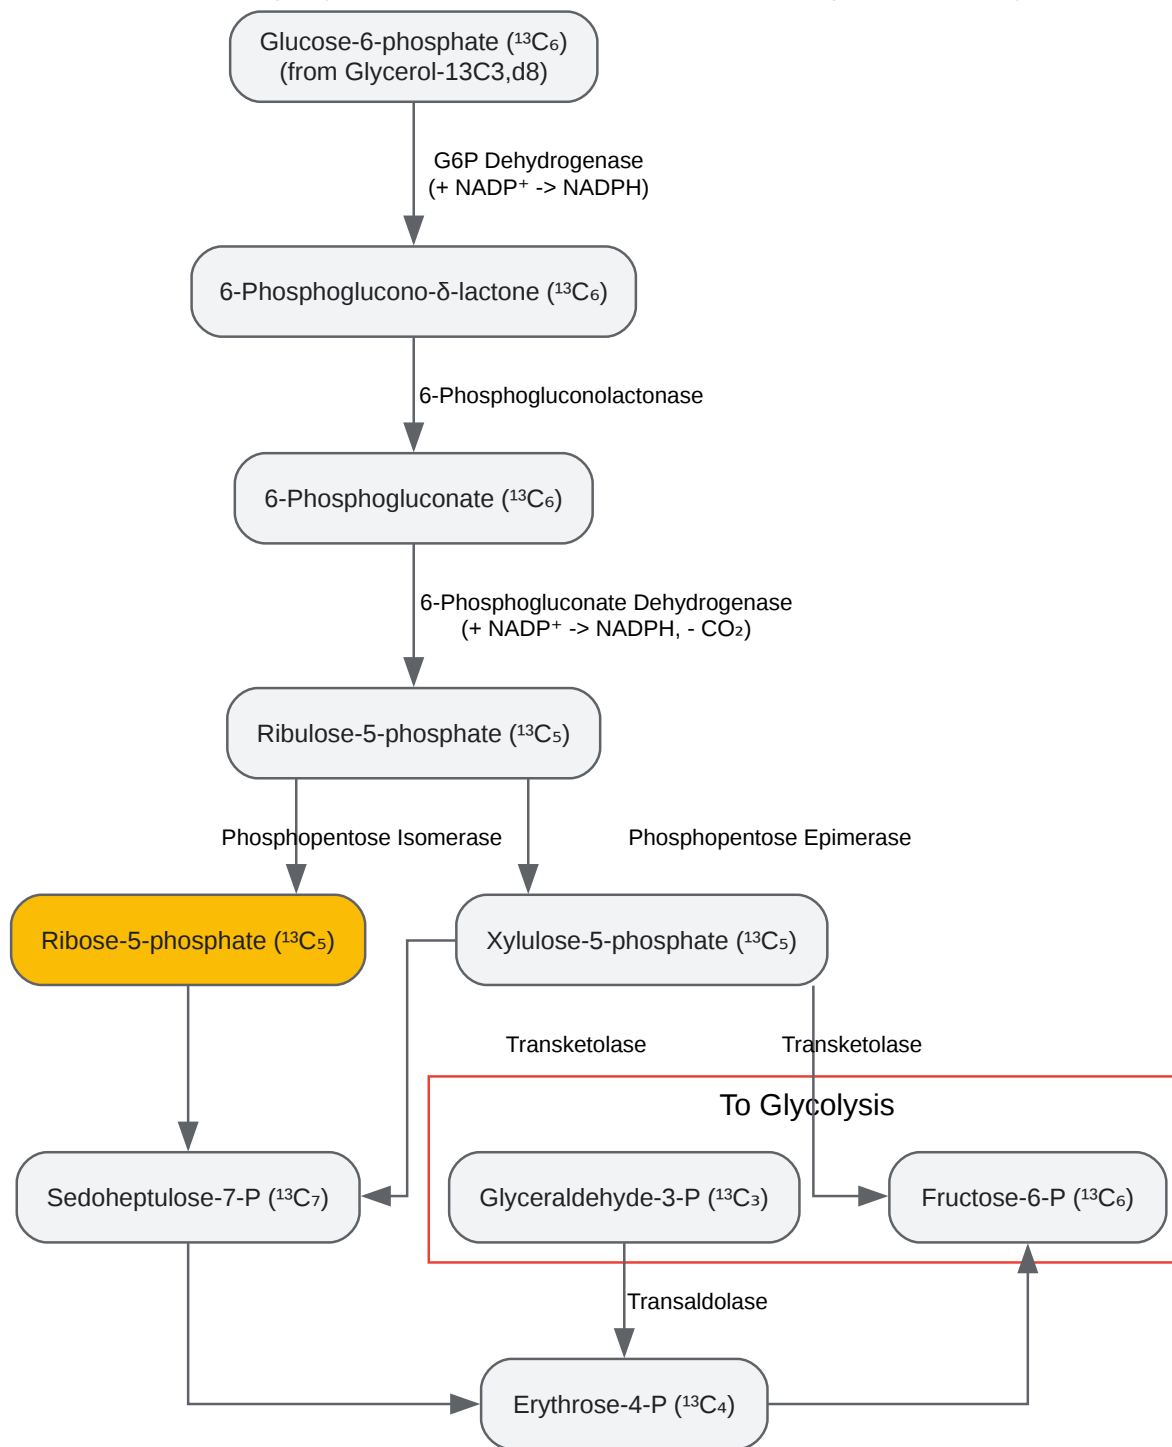 Glucose-6-phosphate (¹³C₆)
(from Glycerol-13C3,d8)
G6P Dehydrogenase
(+ NADP⁺ -> NADPH)
6-Phosphoglucono-δ-lactone (¹³C₆)
6-Phosphogluconolactonase
6-Phosphogluconate (¹³C₆)
6-Phosphogluconate Dehydrogenase
(+ NADP⁺ -> NADPH, - CO₂)
Ribulose-5-phosphate (¹³C₅)
Phosphopentose Isomerase
Phosphopentose Epimerase
Ribose-5-phosphate (¹³C₅)
Xylulose-5-phosphate (¹³C₅)
Transketolase
Transketolase
To Glycolysis
Sedoheptulose-7-P (¹³C₇)
Glyceraldehyde-3-P (¹³C₃)
Fructose-6-P (¹³C₆)
Transaldolase
Erythrose-4-P (¹³C₄)